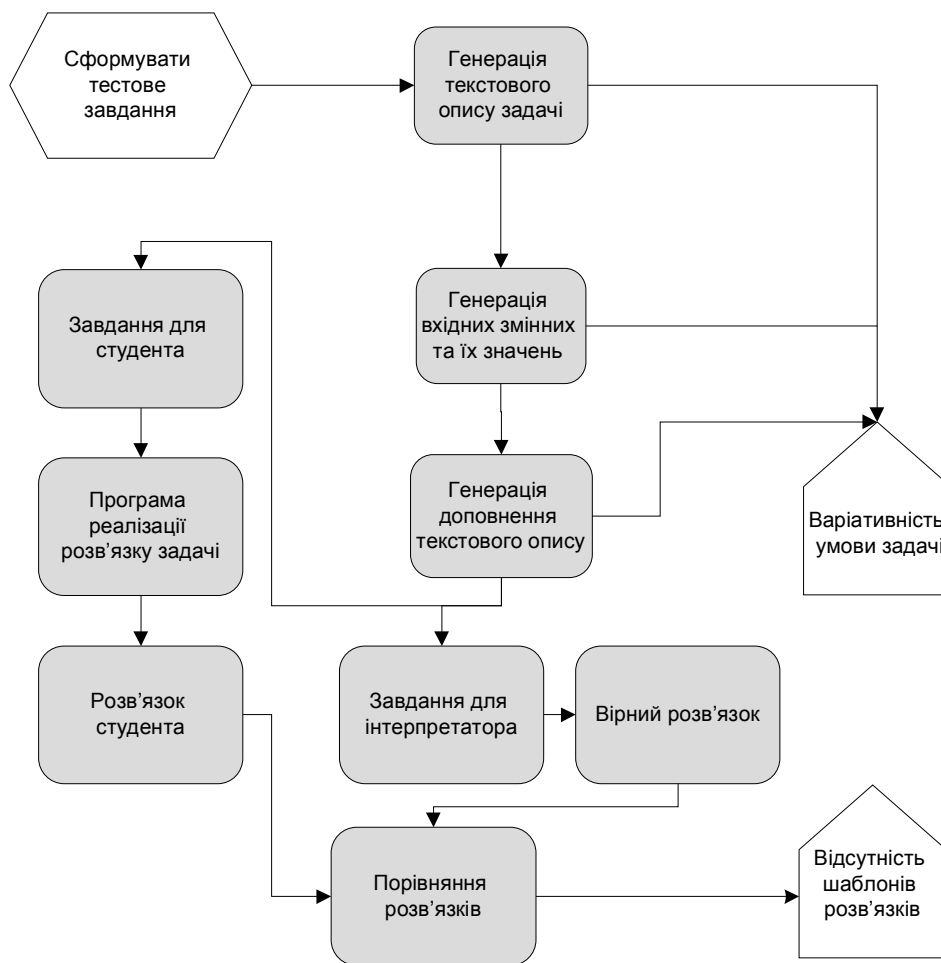 Сформувати
тестове
завдання
Генерація
текстового
опису задачі
Генерація
вхідних змінних
та їх значень
Завдання для
студента
Генерація
доповнення
текстового опису
Програма
реалізації
розв’язку задачі
Варіативність
умови задачі
Розв’язок
студента
Завдання для
інтерпретатора
Вірний розв’язок
Порівняння
розв’язків
Відсутність
шаблонів
розв’язків